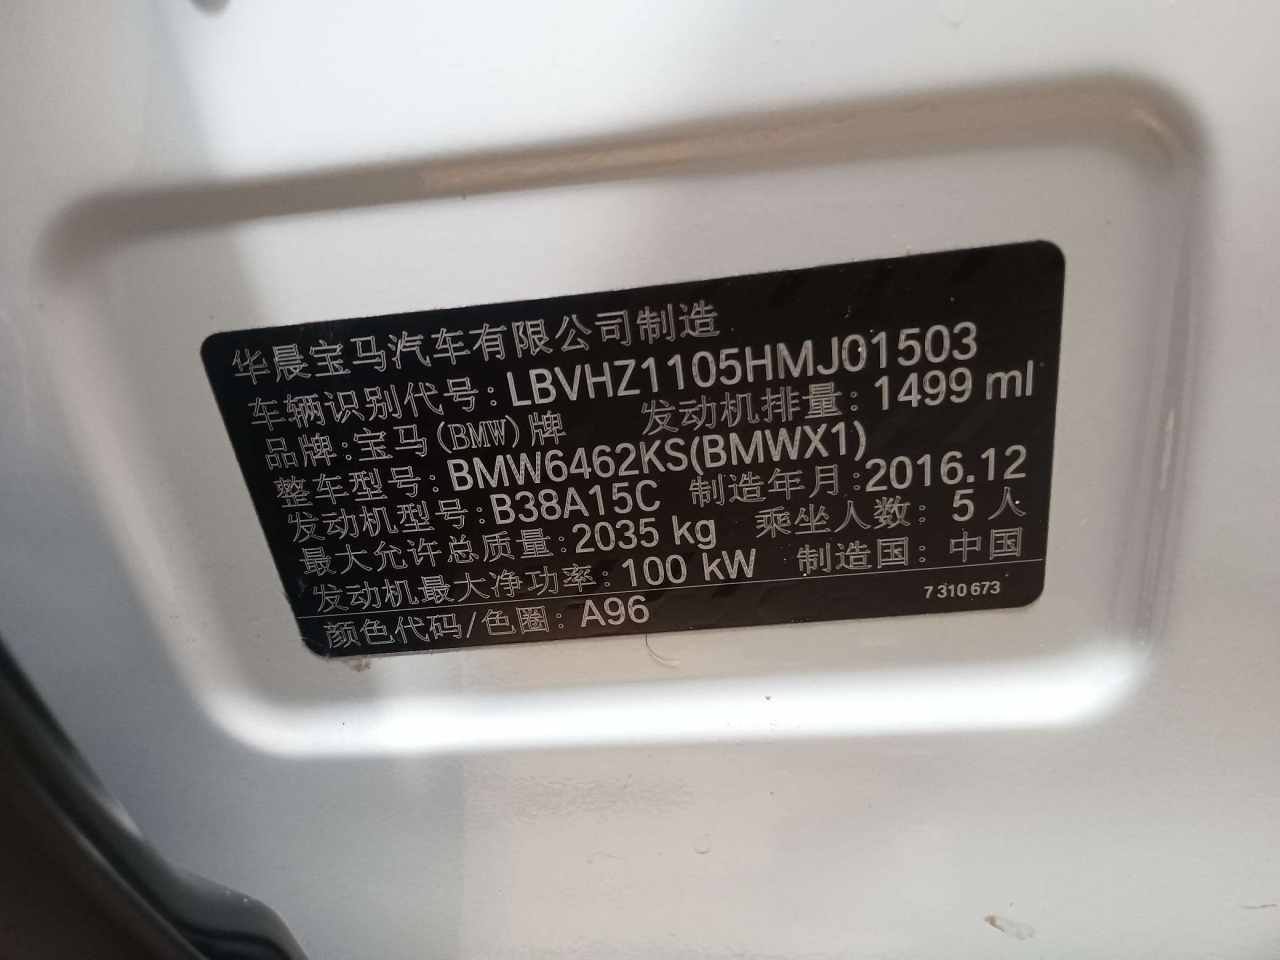 华晨宝马汽车有限公司制造
车辆识别代号: LBVHZ1105HMJ01503
品牌:宝马(BMW)牌 发动机排量: 1499 ml
整车型号: BMW6462KS(BMWX1)
发动机型号: B38A15C 制造年月:2016.12
最大允许总质量:2035 kg 乘坐人数: 5 人
发动机最大净功率:100 kW 制造国: 中国
颜色代码/色圈: A96 7 310 673